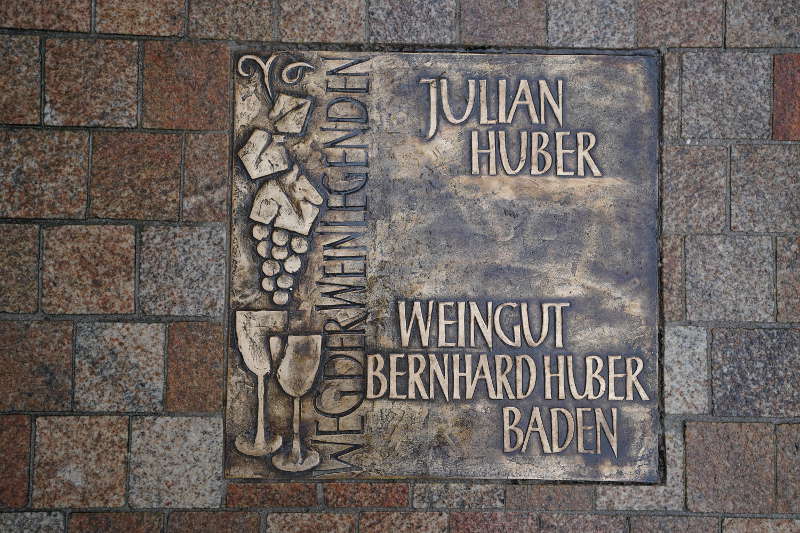 WEG DER WEINLEGENDEN
JULIAN
HUBER
WEINGUT
BERNHARD HUBER
BADEN